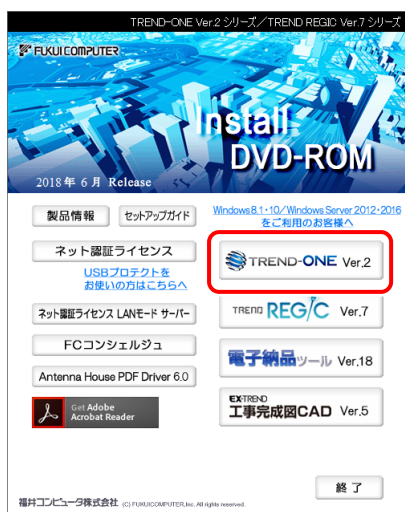 TREND-ONE Ver.2 シリーズ／TREND REGIC Ver.7 シリーズ
FUKUI COMPUTER
Install
DVD-ROM
2018年 6月 Release
製品情報
セットアップガイド
Windows8.1・10／Windows Server 2012・2016
をご利用のお客様へ
ネット認証ライセンス
USBプロテクトを
お使いの方はこちらへ
TREND-ONE Ver.2
ネット認証ライセンス LANモード サーバー
TREND REGIC Ver.7
FCコンシェルジュ
電子納品ツール Ver.18
Antenna House PDF Driver 6.0
Get Adobe
Acrobat Reader
EX-TREND
工事完成図CAD Ver.5
終了
福井コンピュータ株式会社 (C) FUKUICOMPUTER,Inc. All rights reserved.